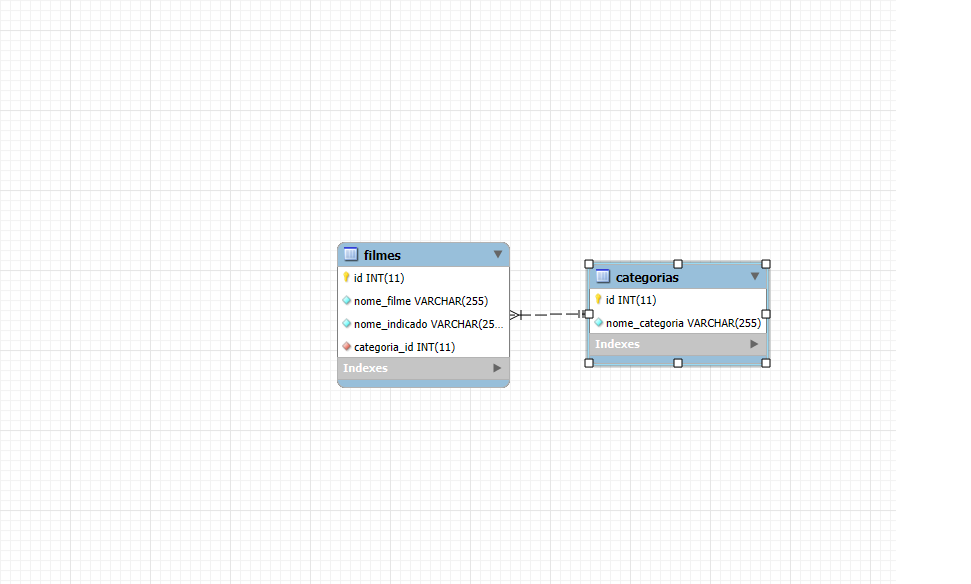 filmes
id INT(11)
nome_filme VARCHAR(255)
nome_indicado VARCHAR(25...
categoria_id INT(11)
Indexes
categorias
id INT(11)
nome_categoria VARCHAR(255)
Indexes